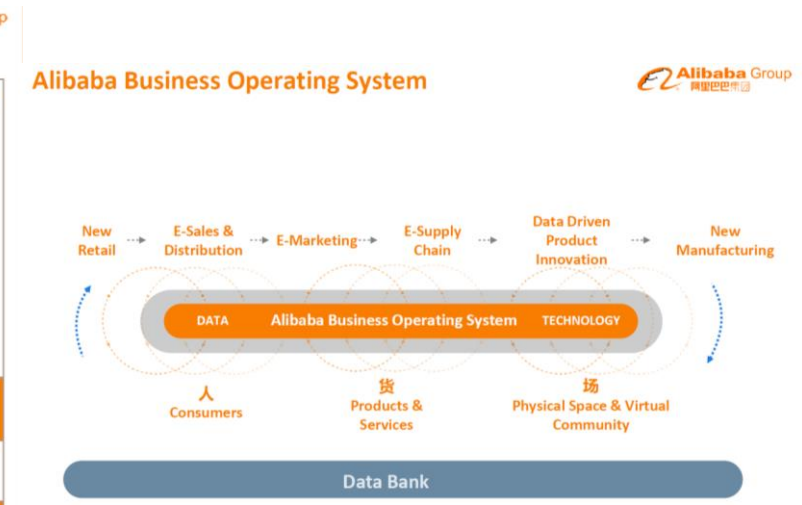 p
Alibaba Business Operating System
Alibaba Group
阿里巴巴集团
New
Retail
E-Sales &
Distribution
E-Marketing
E-Supply
Chain
Data Driven
Product
Innovation
New
Manufacturing
DATA
Alibaba Business Operating System
TECHNOLOGY
人
Consumers
货
Products &
Services
场
Physical Space & Virtual
Community
Data Bank